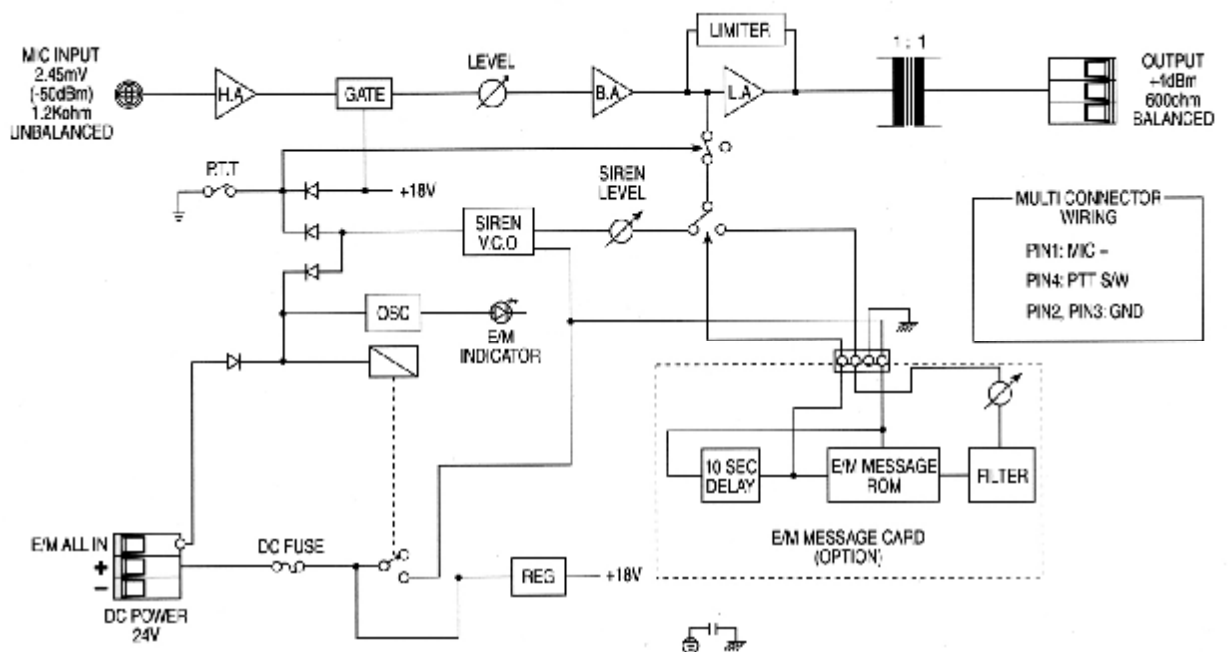 MIC INPUT
2.45mV
(-50dBm)
1.2Kohm
UNBALANCED
H.A
GATE
LEVEL
B.A
LIMITER
L.A
1 : 1
OUTPUT
+4dBm
600ohm
BALANCED
P.T.T
+18V
SIREN
V.C.O
SIREN
LEVEL
MULTI CONNECTOR
WIRING
PIN1: MIC -
PIN4: PTT S/W
PIN2, PIN3: GND
OSC
E/M
INDICATOR
10 SEC
DELAY
E/M MESSAGE
ROM
FILTER
E/M MESSAGE CARD
(OPTION)
E/M ALL IN
+
-
DC POWER
24V
DC FUSE
REG
+18V